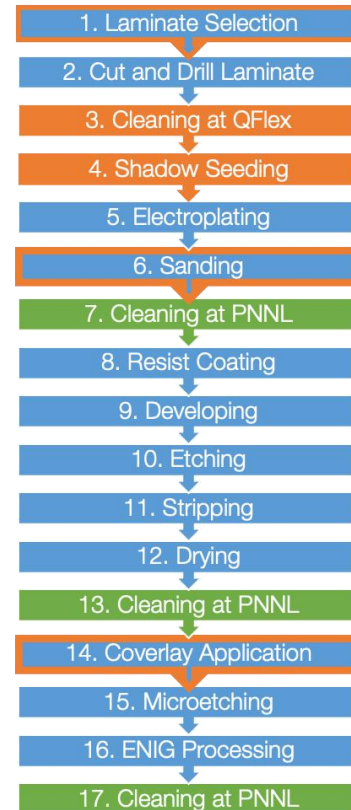 1. Laminate Selection
2. Cut and Drill Laminate
3. Cleaning at QFlex
4. Shadow Seeding
5. Electroplating
6. Sanding
7. Cleaning at PNNL
8. Resist Coating
9. Developing
10. Etching
11. Stripping
12. Drying
13. Cleaning at PNNL
14. Coverlay Application
15. Microetching
16. ENIG Processing
17. Cleaning at PNNL